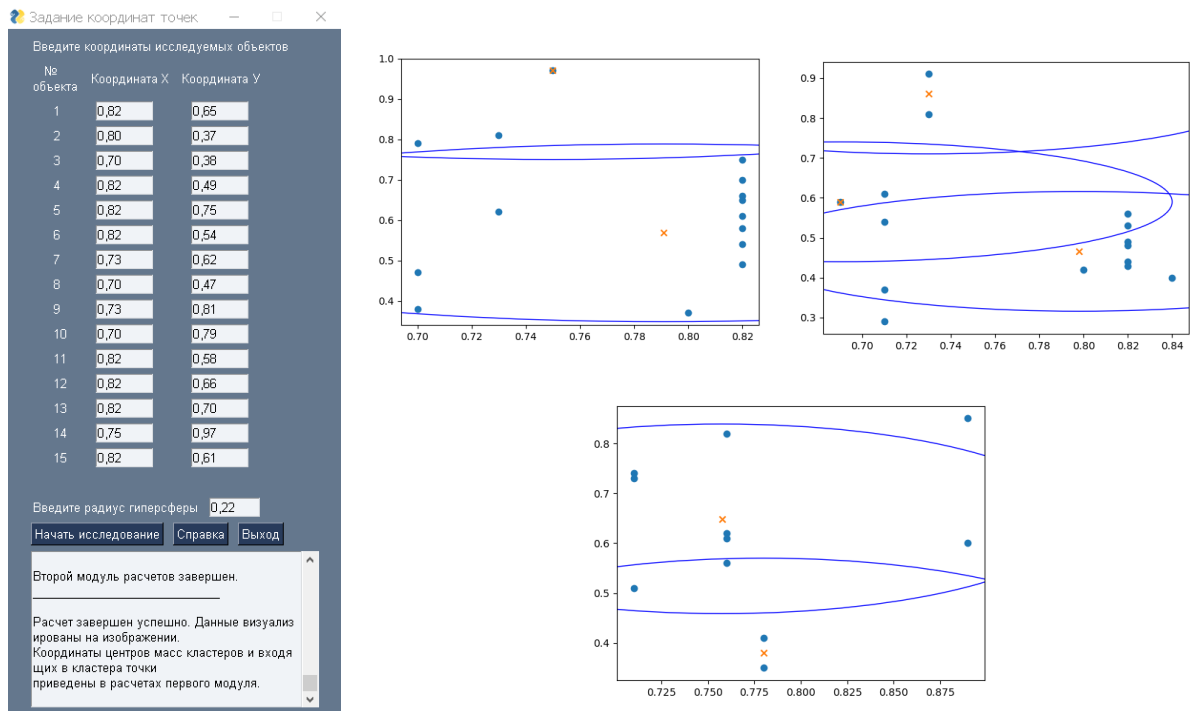 Задание координат точек
Введите координаты исследуемых объектов
№ объекта Координата X Координата У
1 0,82 0,65
2 0,80 0,37
3 0,70 0,38
4 0,82 0,49
5 0,82 0,75
6 0,82 0,54
7 0,73 0,62
8 0,70 0,47
9 0,73 0,81
10 0,70 0,79
11 0,82 0,58
12 0,82 0,66
13 0,82 0,70
14 0,75 0,97
15 0,82 0,61
Введите радиус гиперсферы 0,22
Начать исследование Справка Выход
Второй модуль расчетов завершен.
Расчет завершен успешно. Данные визуализ
ированы на изображении.
Координаты центров масс кластеров и входя
щих в кластера точки
приведены в расчетах первого модуля.
1.0
0.9
0.8
0.7
0.6
0.5
0.4
0.70 0.72 0.74 0.76 0.78 0.80 0.82
0.9
0.8
0.7
0.6
0.5
0.4
0.3
0.70 0.72 0.74 0.76 0.78 0.80 0.82 0.84
0.8
0.7
0.6
0.5
0.4
0.725 0.750 0.775 0.800 0.825 0.850 0.875